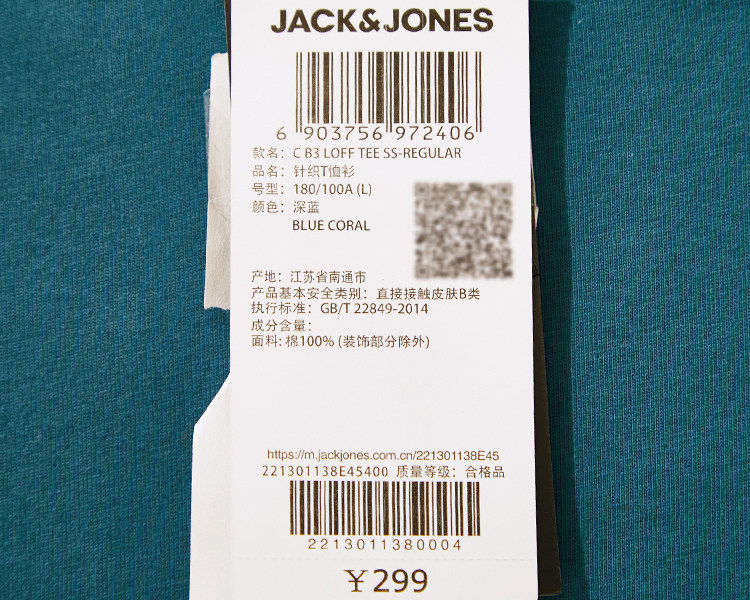 JACK&JONES
6 903756 972406
款名: C B3 LOFF TEE SS-REGULAR
品名: 针织T恤衫
号型: 180/100A (L)
颜色: 深蓝
BLUE CORAL
产地: 江苏省南通市
产品基本安全类别: 直接接触皮肤B类
执行标准: GB/T 22849-2014
成分含量:
面料: 棉100% (装饰部分除外)
https://m.jackjones.com.cn/221301138E45
221301138E45400 质量等级: 合格品
2213011380004
¥299